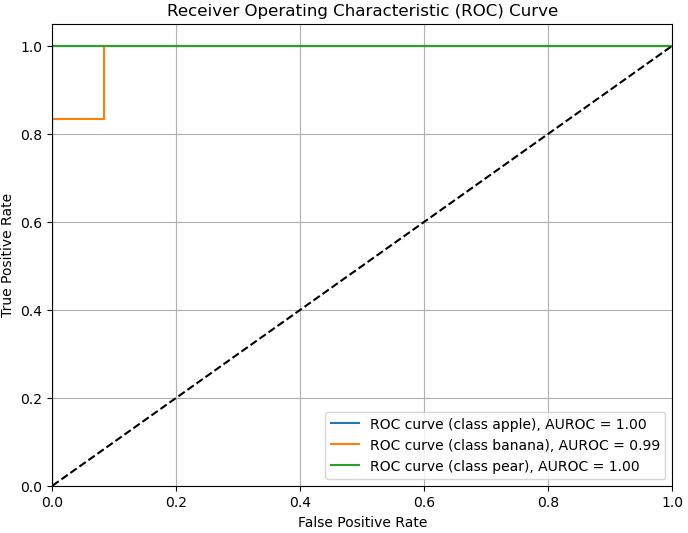 Receiver Operating Characteristic (ROC) Curve
1.0
0.8
0.6
0.4
0.2
0.0
True Positive Rate
ROC curve (class apple), AUROC = 1.00
ROC curve (class banana), AUROC = 0.99
ROC curve (class pear), AUROC = 1.00
0.0 0.2 0.4 0.6 0.8 1.0
False Positive Rate